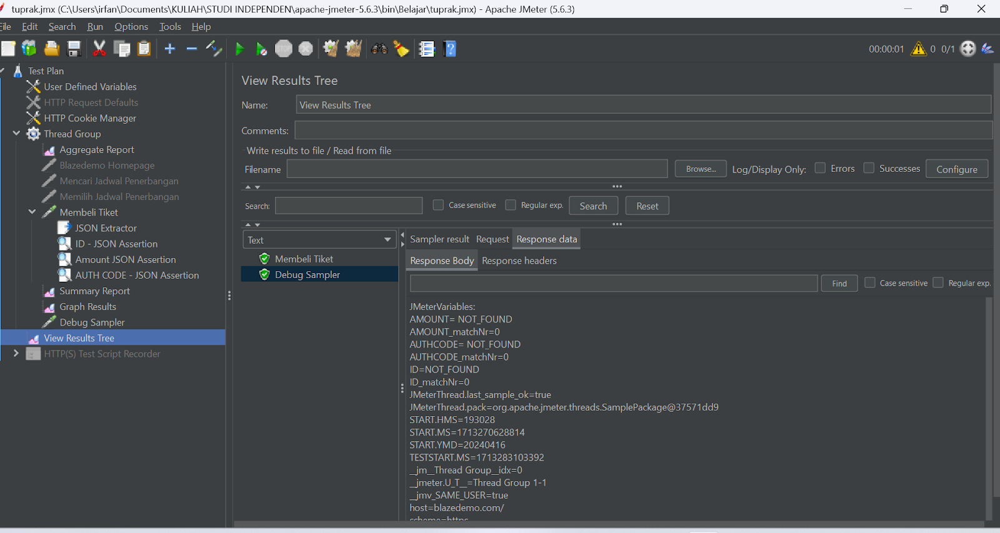 tuprak.jmx (C:\Users\irfan\Documents\KULIAH\STUDI INDEPENDEN\apache-jmeter-5.6.3\bin\Belajar\tuprak.jmx) - Apache JMeter (5.6.3)
File Edit Search Run Options Tools Help
STOP
00:00:01 0 0/1
Test Plan
User Defined Variables
HTTP Request Defaults
HTTP Cookie Manager
Thread Group
Aggregate Report
Blazedemo Homepage
Mencari Jadwal Penerbangan
Memilih Jadwal Penerbangan
Membeli Tiket
JSON Extractor
ID - JSON Assertion
Amount JSON Assertion
AUTH CODE - JSON Assertion
Summary Report
Graph Results
Debug Sampler
View Results Tree
HTTP(S) Test Script Recorder
View Results Tree
Name: View Results Tree
Comments:
Write results to file / Read from file
Filename Browse... Log/Display Only: Errors Successes Configure
Search: Case sensitive Regular exp. Search Reset
Text
Membeli Tiket
Debug Sampler
Sampler result Request Response data
Response Body Response headers
Find Case sensitive Regular exp.
JMeterVariables:
AMOUNT= NOT_FOUND
AMOUNT_matchNr=0
AUTHCODE= NOT_FOUND
AUTHCODE_matchNr=0
ID=NOT_FOUND
ID_matchNr=0
JMeterThread.last_sample_ok=true
JMeterThread.pack=org.apache.jmeter.threads.SamplePackage@37571dd9
START.HMS=193028
START.MS=1713270628814
START.YMD=20240416
TESTSTART.MS=1713283103392
__jm__Thread Group__idx=0
__jmeter.U_T__=Thread Group 1-1
__jmv_SAME_USER=true
host=blazedemo.com/
scheme=https